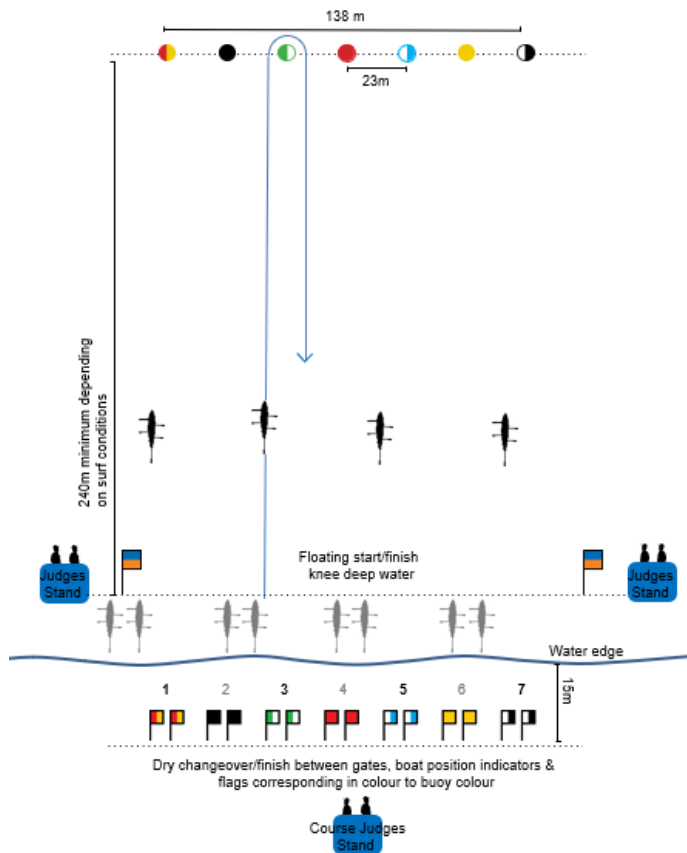 138 m
23m
240m minimum depending
on surf conditions
Floating start/finish
knee deep water
Judges
Stand
Judges
Stand
Water edge
15m
1 2 3 4 5 6 7
Dry changeover/finish between gates, boat position indicators &
flags corresponding in colour to buoy colour
Course Judges
Stand